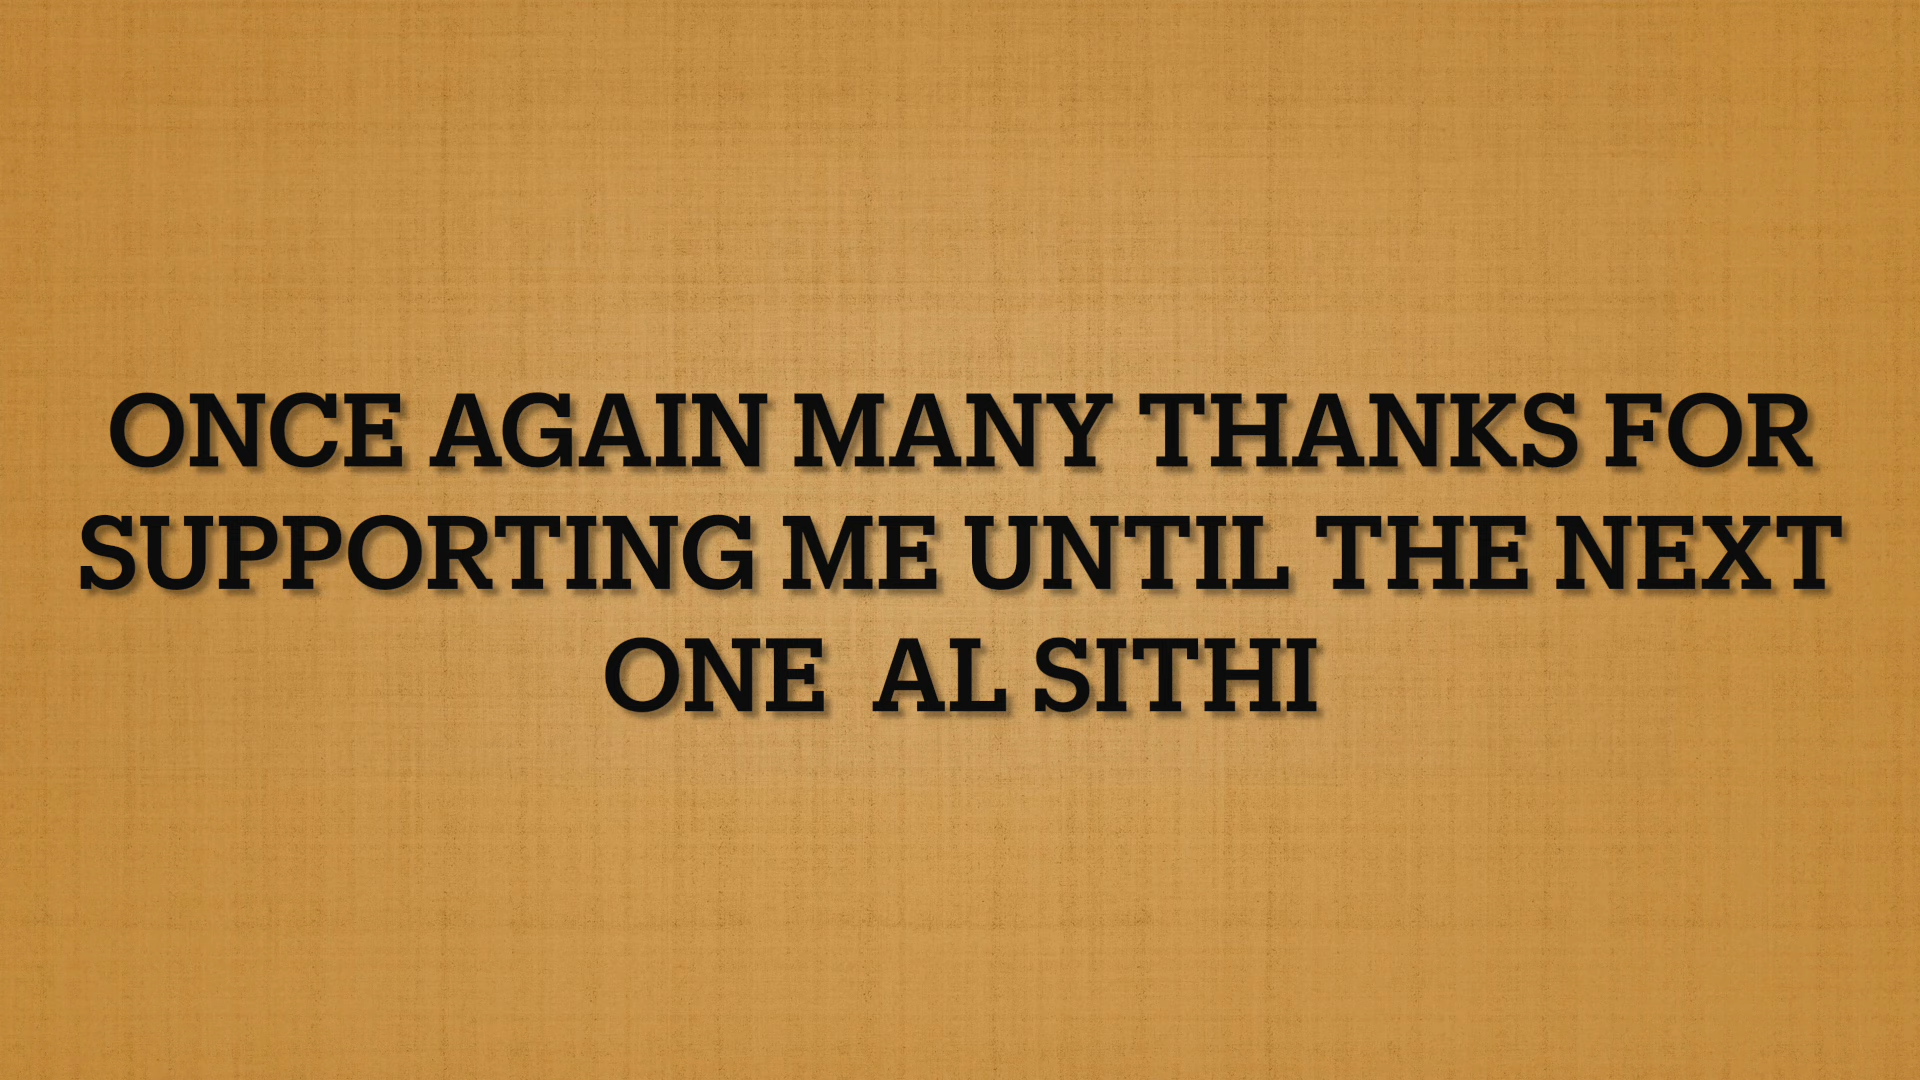 ONCE AGAIN MANY THANKS FOR
SUPPORTING ME UNTIL THE NEXT
ONE  AL SITHI